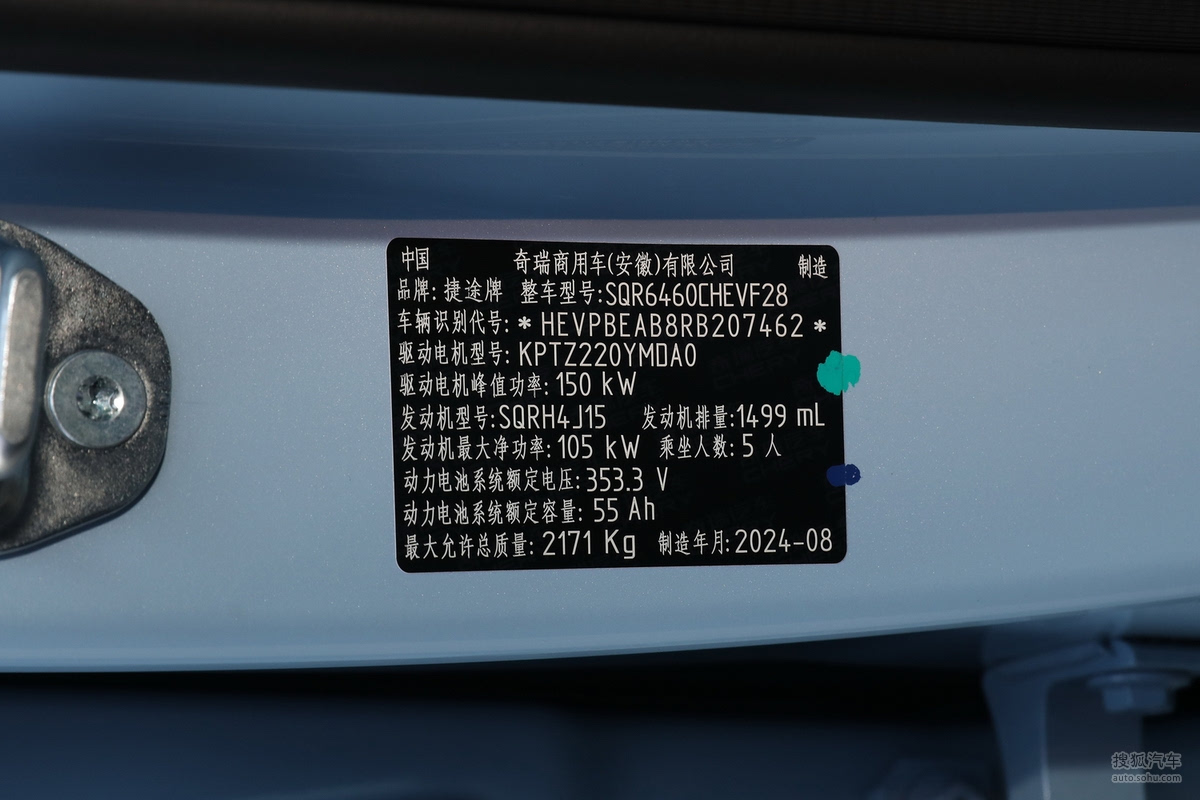 中国 奇瑞商用车(安徽)有限公司 制造
品牌: 捷途牌 整车型号:SQR6460CHEVF28
车辆识别代号: * HEVPBEAB8RB207462 *
驱动电机型号: KPTZ220YMDA0
驱动电机峰值功率: 150 kW
发动机型号:SQRH4J15 发动机排量:1499 mL
发动机最大净功率: 105 kW 乘坐人数: 5 人
动力电池系统额定电压: 353.3 V
动力电池系统额定容量: 55 Ah
最大允许总质量: 2171 Kg 制造年月:2024-08
搜狐汽车
auto.sohu.com